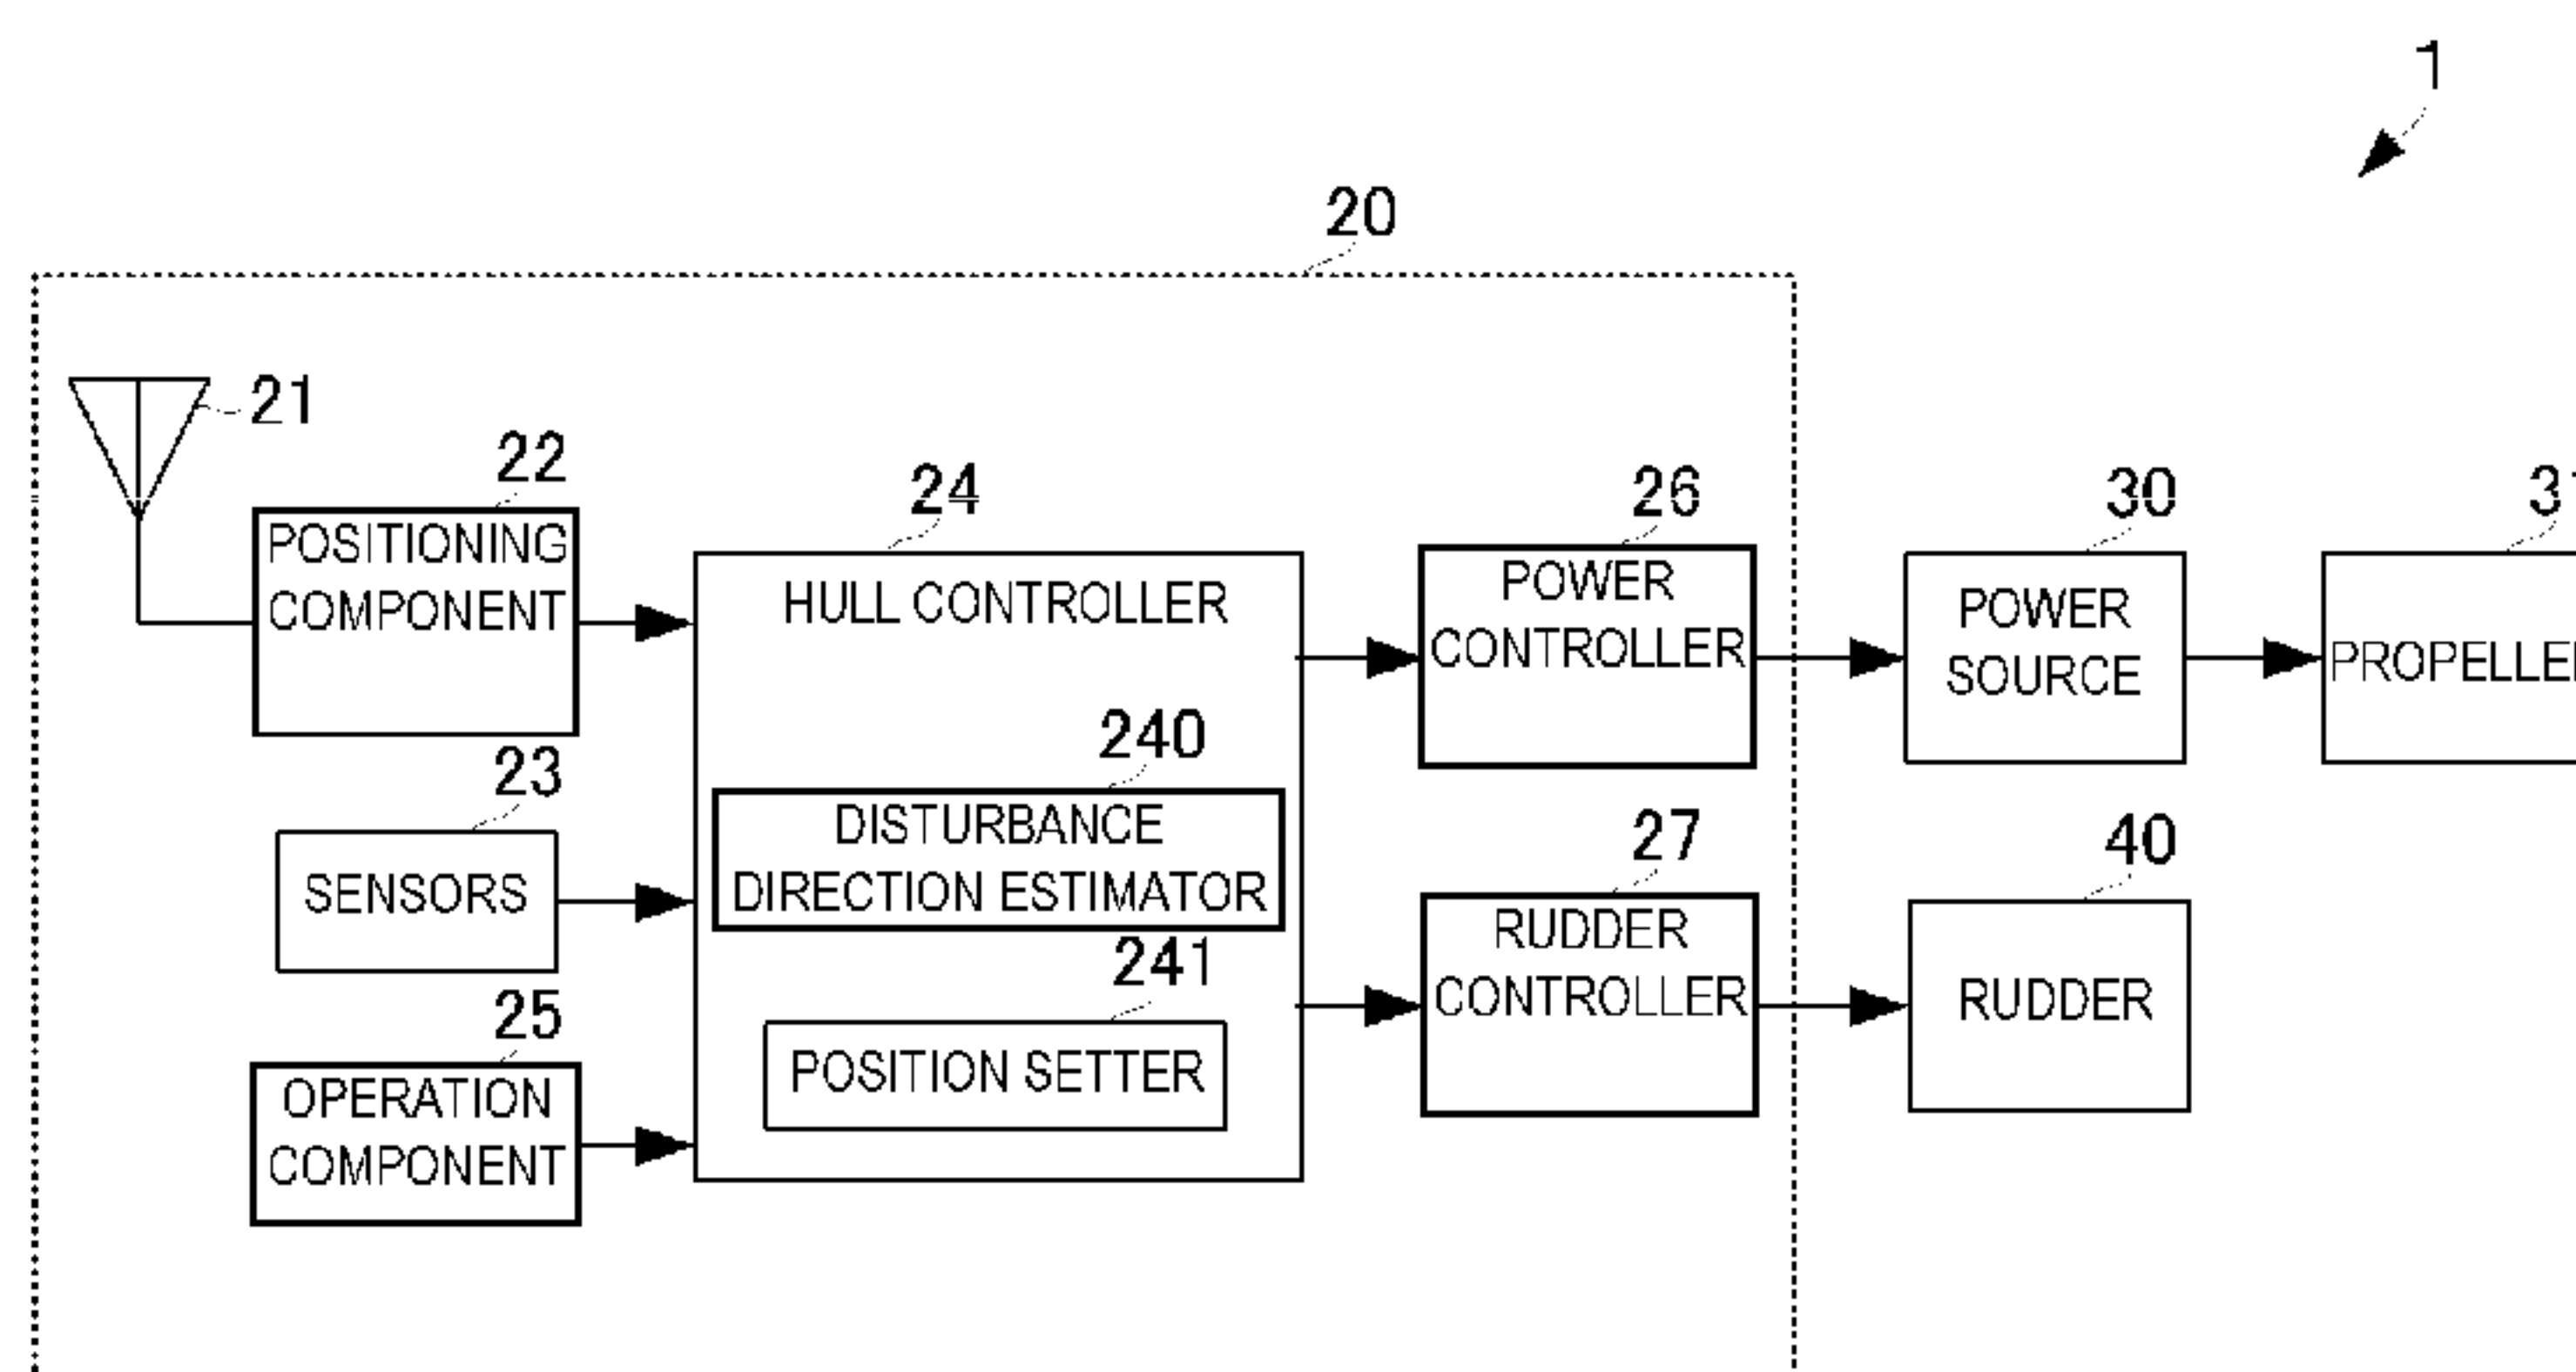 1
20
21
22
POSITIONING
COMPONENT
24
HULL CONTROLLER
26
POWER
CONTROLLER
30
POWER
SOURCE
23
SENSORS
240
DISTURBANCE
DIRECTION ESTIMATOR
27
RUDDER
CONTROLLER
40
RUDDER
25
OPERATION
COMPONENT
241
POSITION SETTER